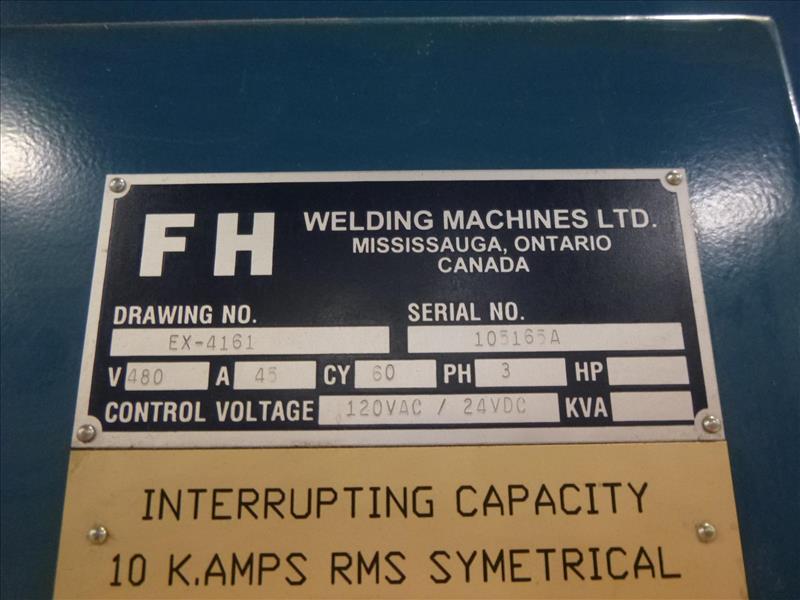 FH WELDING MACHINES LTD.
MISSISSAUGA, ONTARIO
CANADA
DRAWING NO. SERIAL NO.
EX-4161 105165A
V 480 A 45 CY 60 PH 3 HP
CONTROL VOLTAGE 120VAC / 24VDC KVA
INTERRUPTING CAPACITY
10 K.AMPS RMS SYMETRICAL